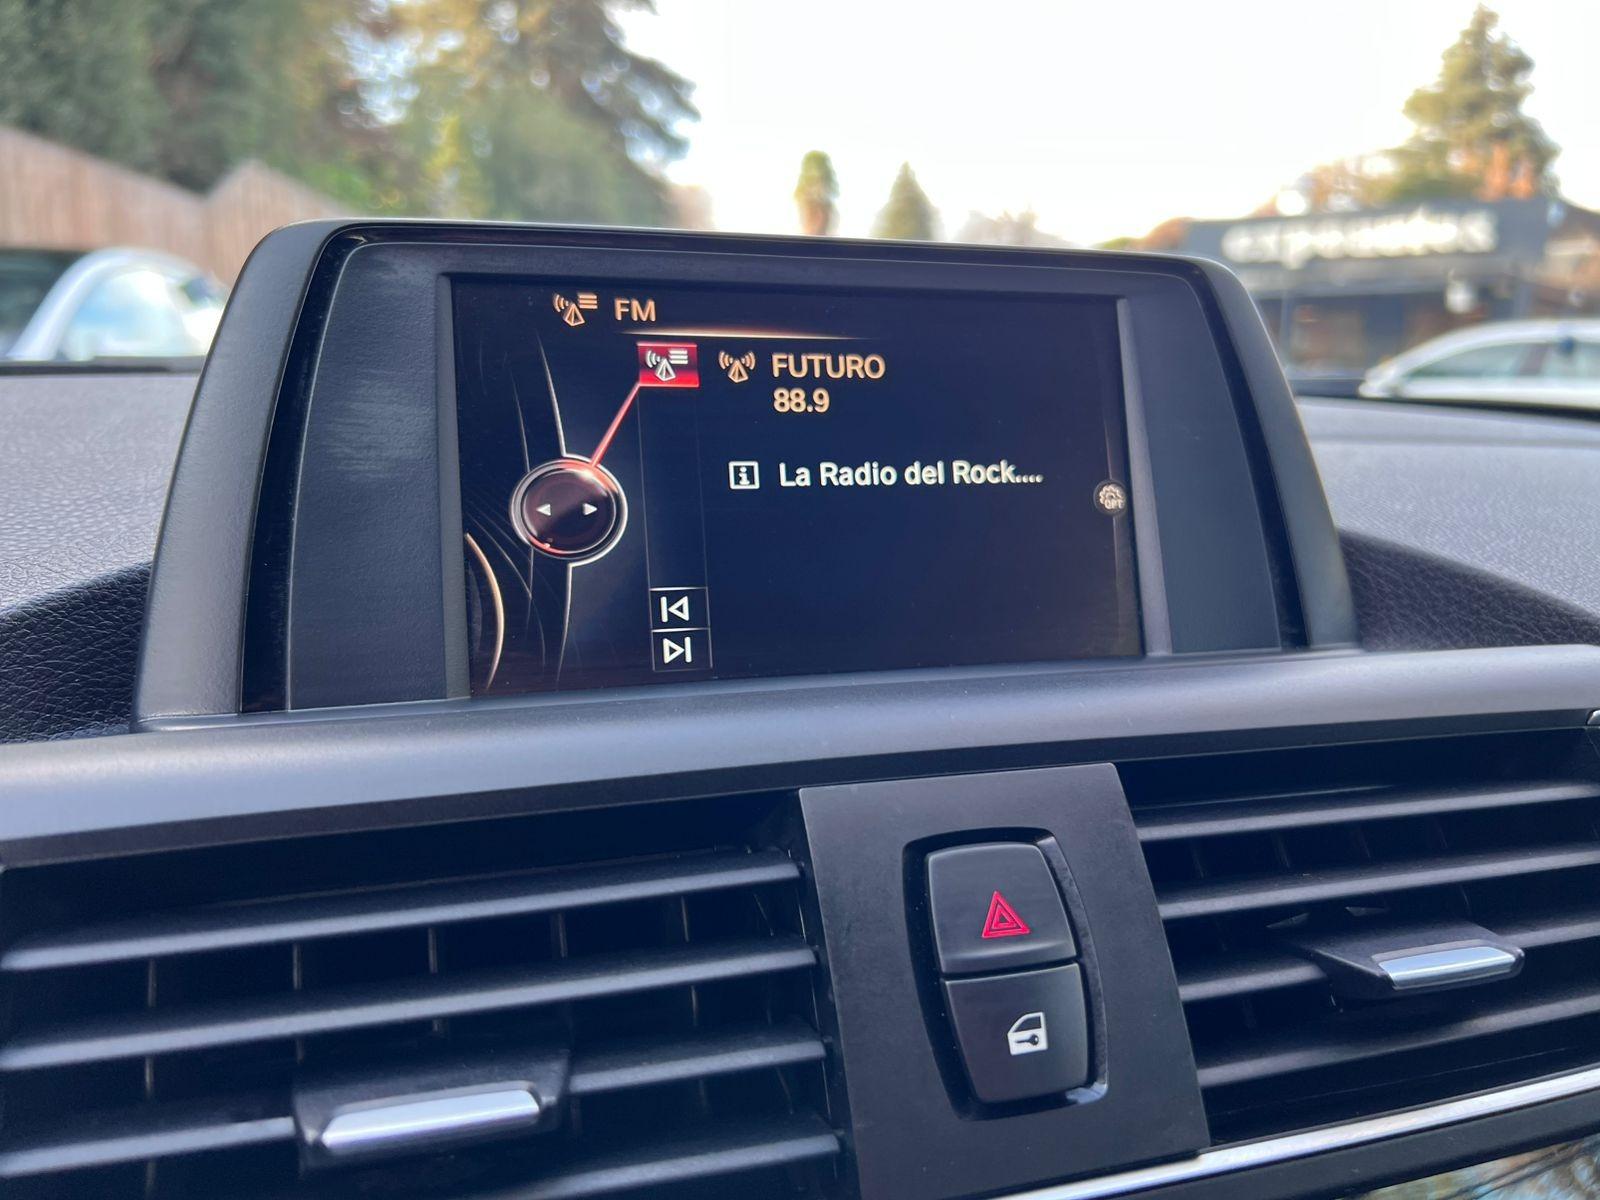 FM
FUTURO
88.9
La Radio del Rock....
OPT